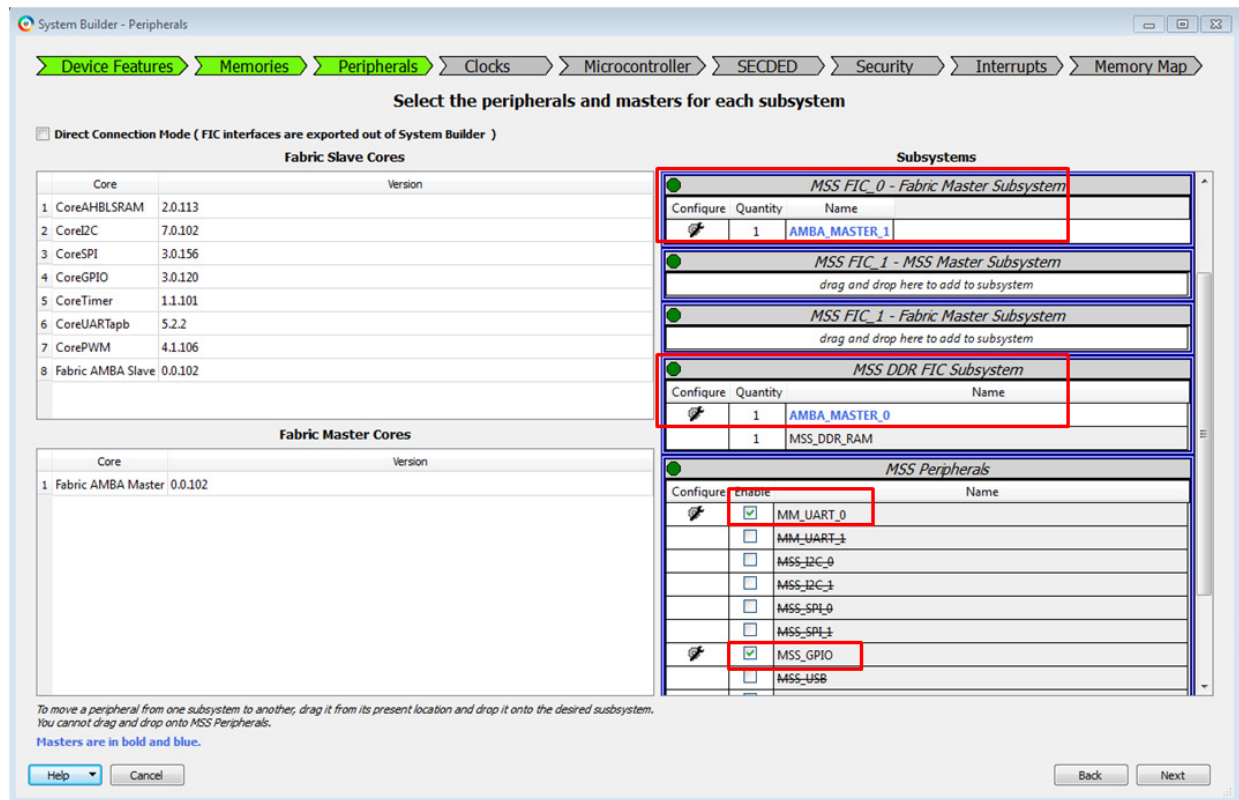 System Builder - Peripherals
Device Features Memories Peripherals Clocks Microcontroller SECDED Security Interrupts Memory Map
Select the peripherals and masters for each subsystem
Direct Connection Mode ( FIC interfaces are exported out of System Builder )
Fabric Slave Cores
Core Version
1 CoreAHBLSRAM 2.0.113
2 CoreI2C 7.0.102
3 CoreSPI 3.0.156
4 CoreGPIO 3.0.120
5 CoreTimer 1.1.101
6 CoreUARTapb 5.2.2
7 CorePWM 4.1.106
8 Fabric AMBA Slave 0.0.102
Fabric Master Cores
Core Version
1 Fabric AMBA Master 0.0.102
Subsystems
MSS FIC_0 - Fabric Master Subsystem
Configure Quantity Name
1 AMBA_MASTER_1
MSS FIC_1 - MSS Master Subsystem
drag and drop here to add to subsystem
MSS FIC_1 - Fabric Master Subsystem
drag and drop here to add to subsystem
MSS DDR FIC Subsystem
Configure Quantity Name
1 AMBA_MASTER_0
1 MSS_DDR_RAM
MSS Peripherals
Configure Enable Name
MM_UART_0
MM_UART_1
MSS_I2C_0
MSS_I2C_1
MSS_SPI_0
MSS_SPI_1
MSS_GPIO
MSS_USB
To move a peripheral from one subsystem to another, drag it from its present location and drop it onto the desired susbsystem.
You cannot drag and drop onto MSS Peripherals.
Masters are in bold and blue.
Help Cancel Back Next